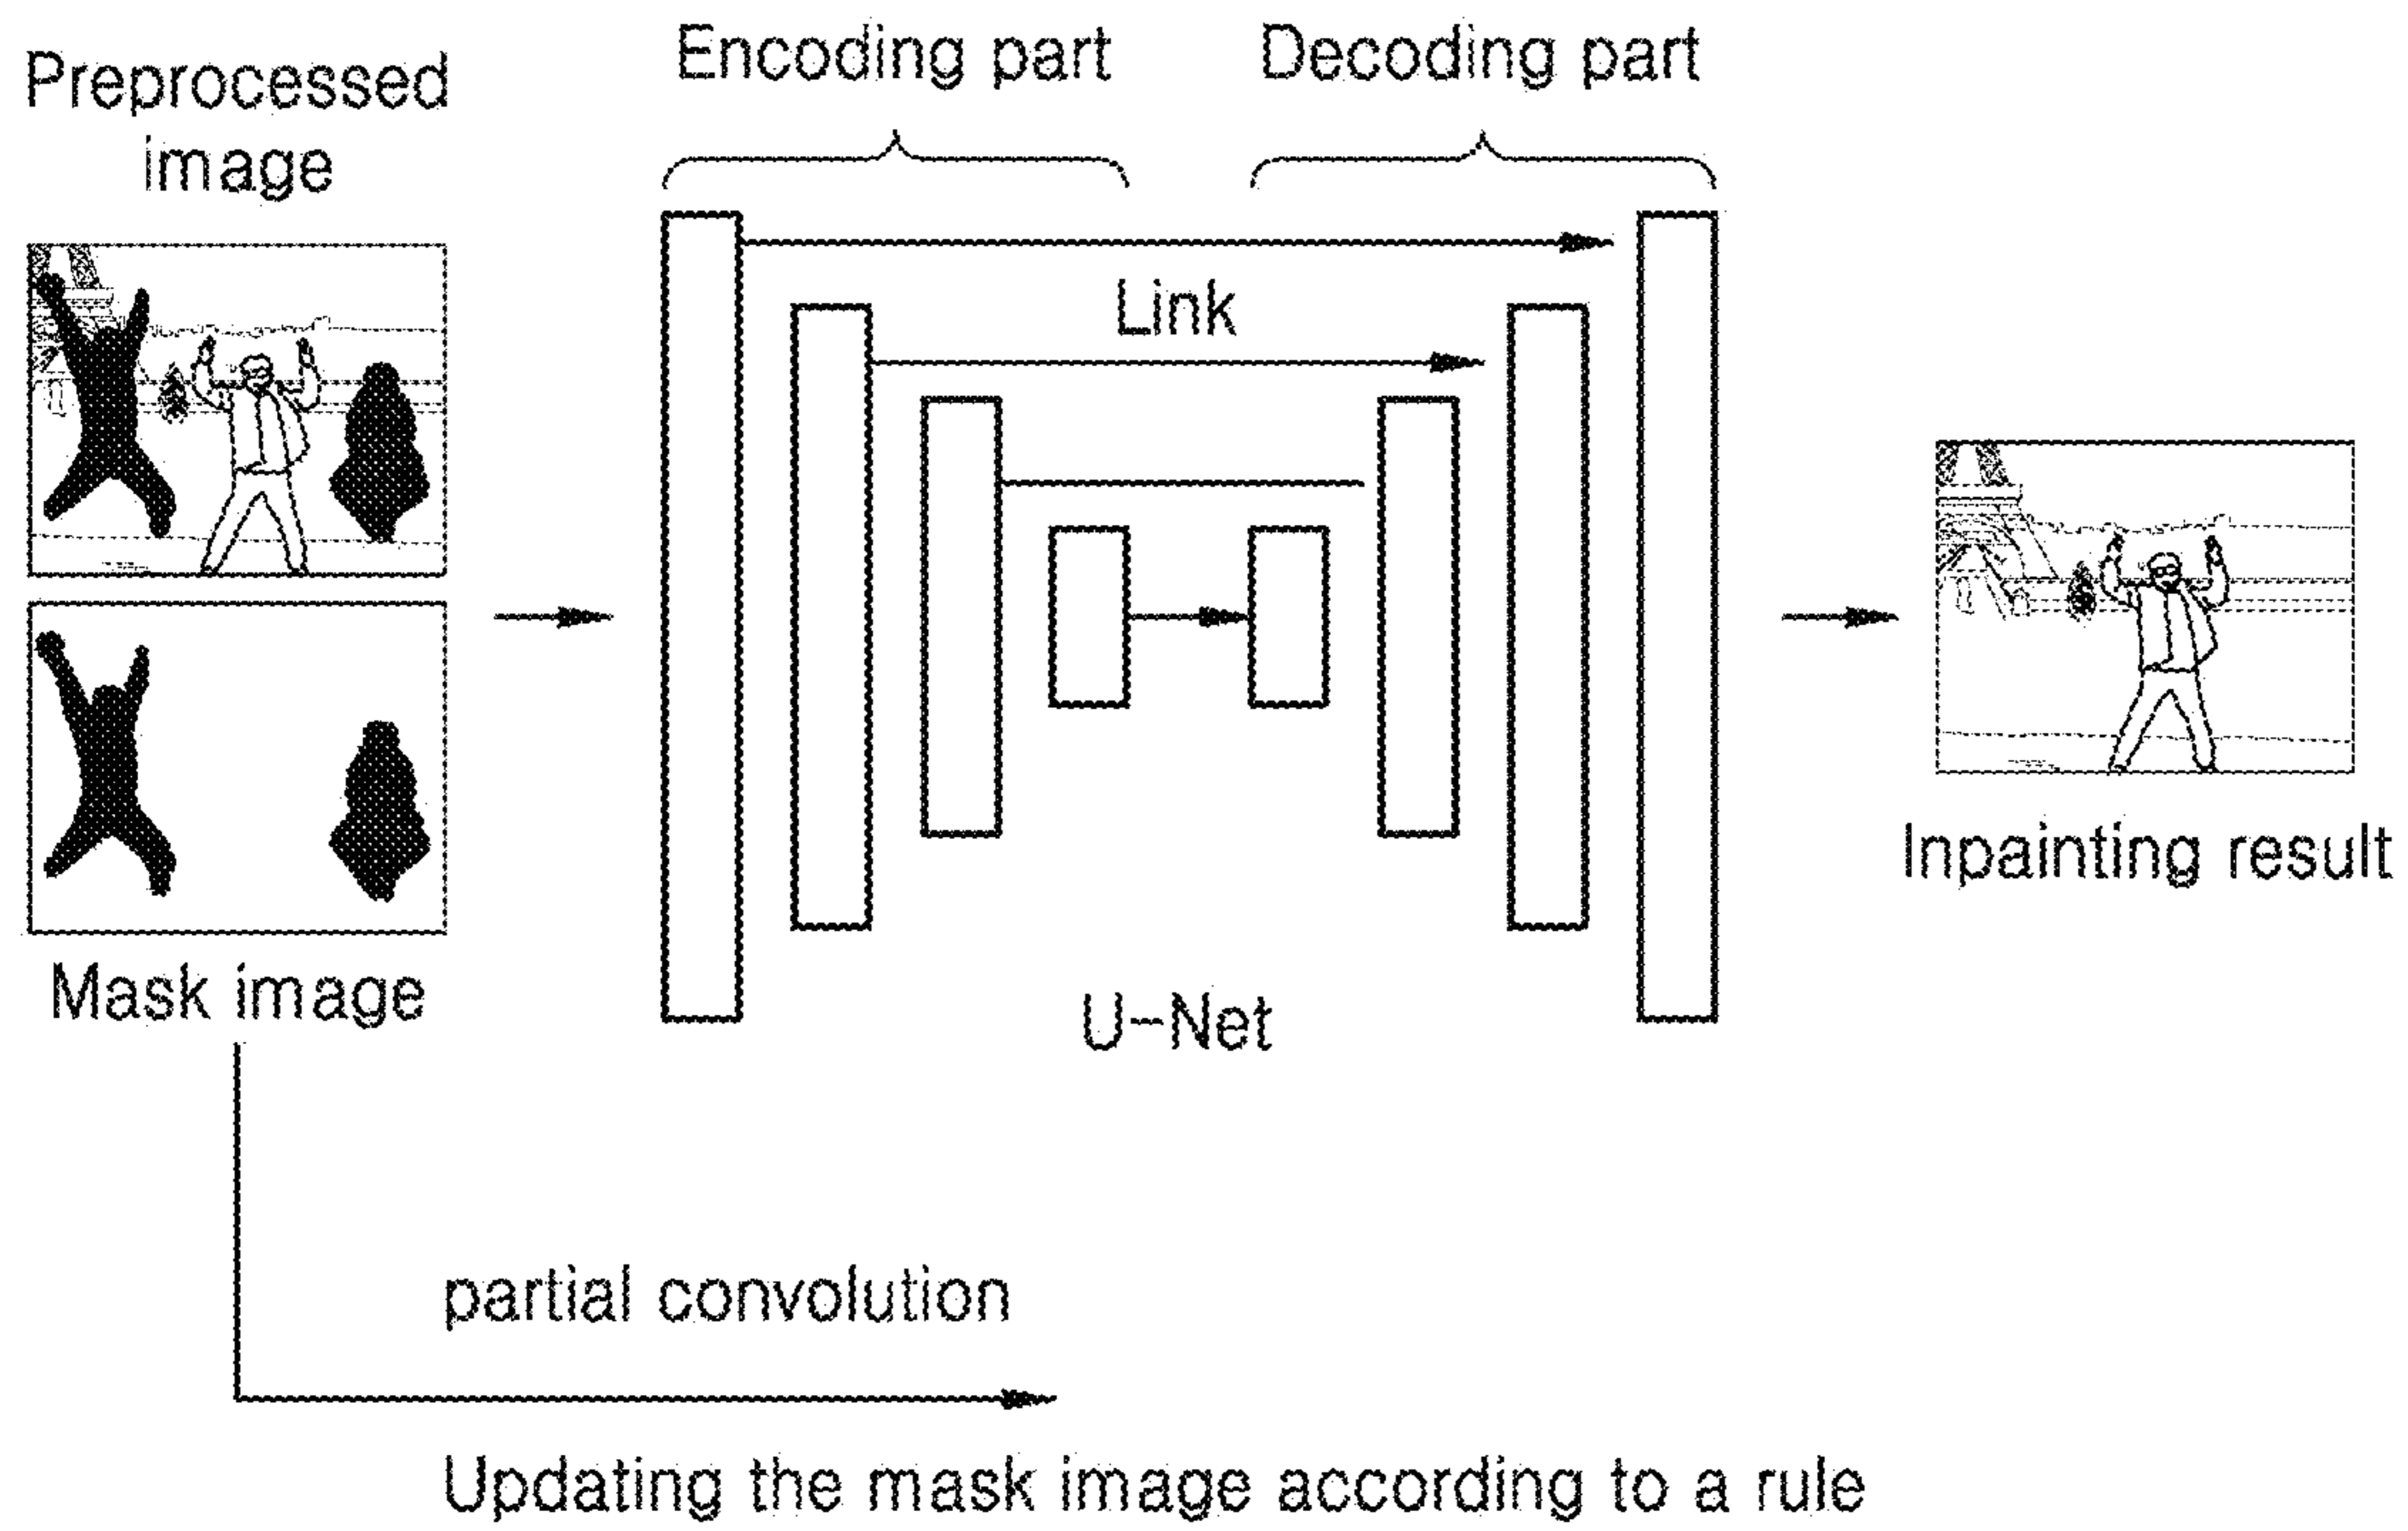 Preprocessed
image
Encoding part
Decoding part
Link
Mask image
U-Net
Inpainting result
partial convolution
Updating the mask image according to a rule